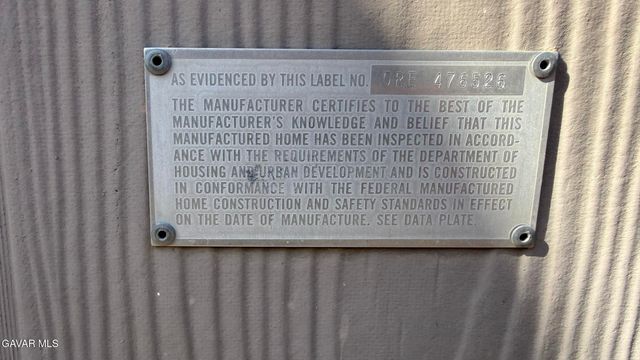 AS EVIDENCED BY THIS LABEL NO. ORE 476526
THE MANUFACTURER CERTIFIES TO THE BEST OF THE
MANUFACTURER'S KNOWLEDGE AND BELIEF THAT THIS
MANUFACTURED HOME HAS BEEN INSPECTED IN ACCORD-
ANCE WITH THE REQUIREMENTS OF THE DEPARTMENT OF
HOUSING AND URBAN DEVELOPMENT AND IS CONSTRUCTED
IN CONFORMANCE WITH THE FEDERAL MANUFACTURED
HOME CONSTRUCTION AND SAFETY STANDARDS IN EFFECT
ON THE DATE OF MANUFACTURE. SEE DATA PLATE.
GAVAR MLS